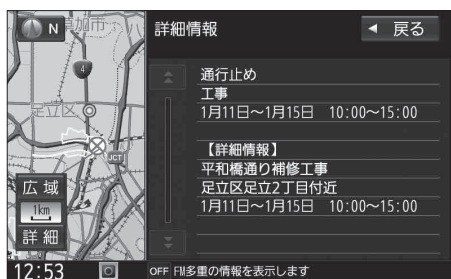 N
草加市
詳細情報
戻る
4
足立区
JCT
広域
1km
詳細
通行止め
工事
1月11日～1月15日 10:00～15:00
【詳細情報】
平和橋通り補修工事
足立区足立2丁目付近
1月11日～1月15日 10:00～15:00
12:53
OFF FM多重の情報を表示します